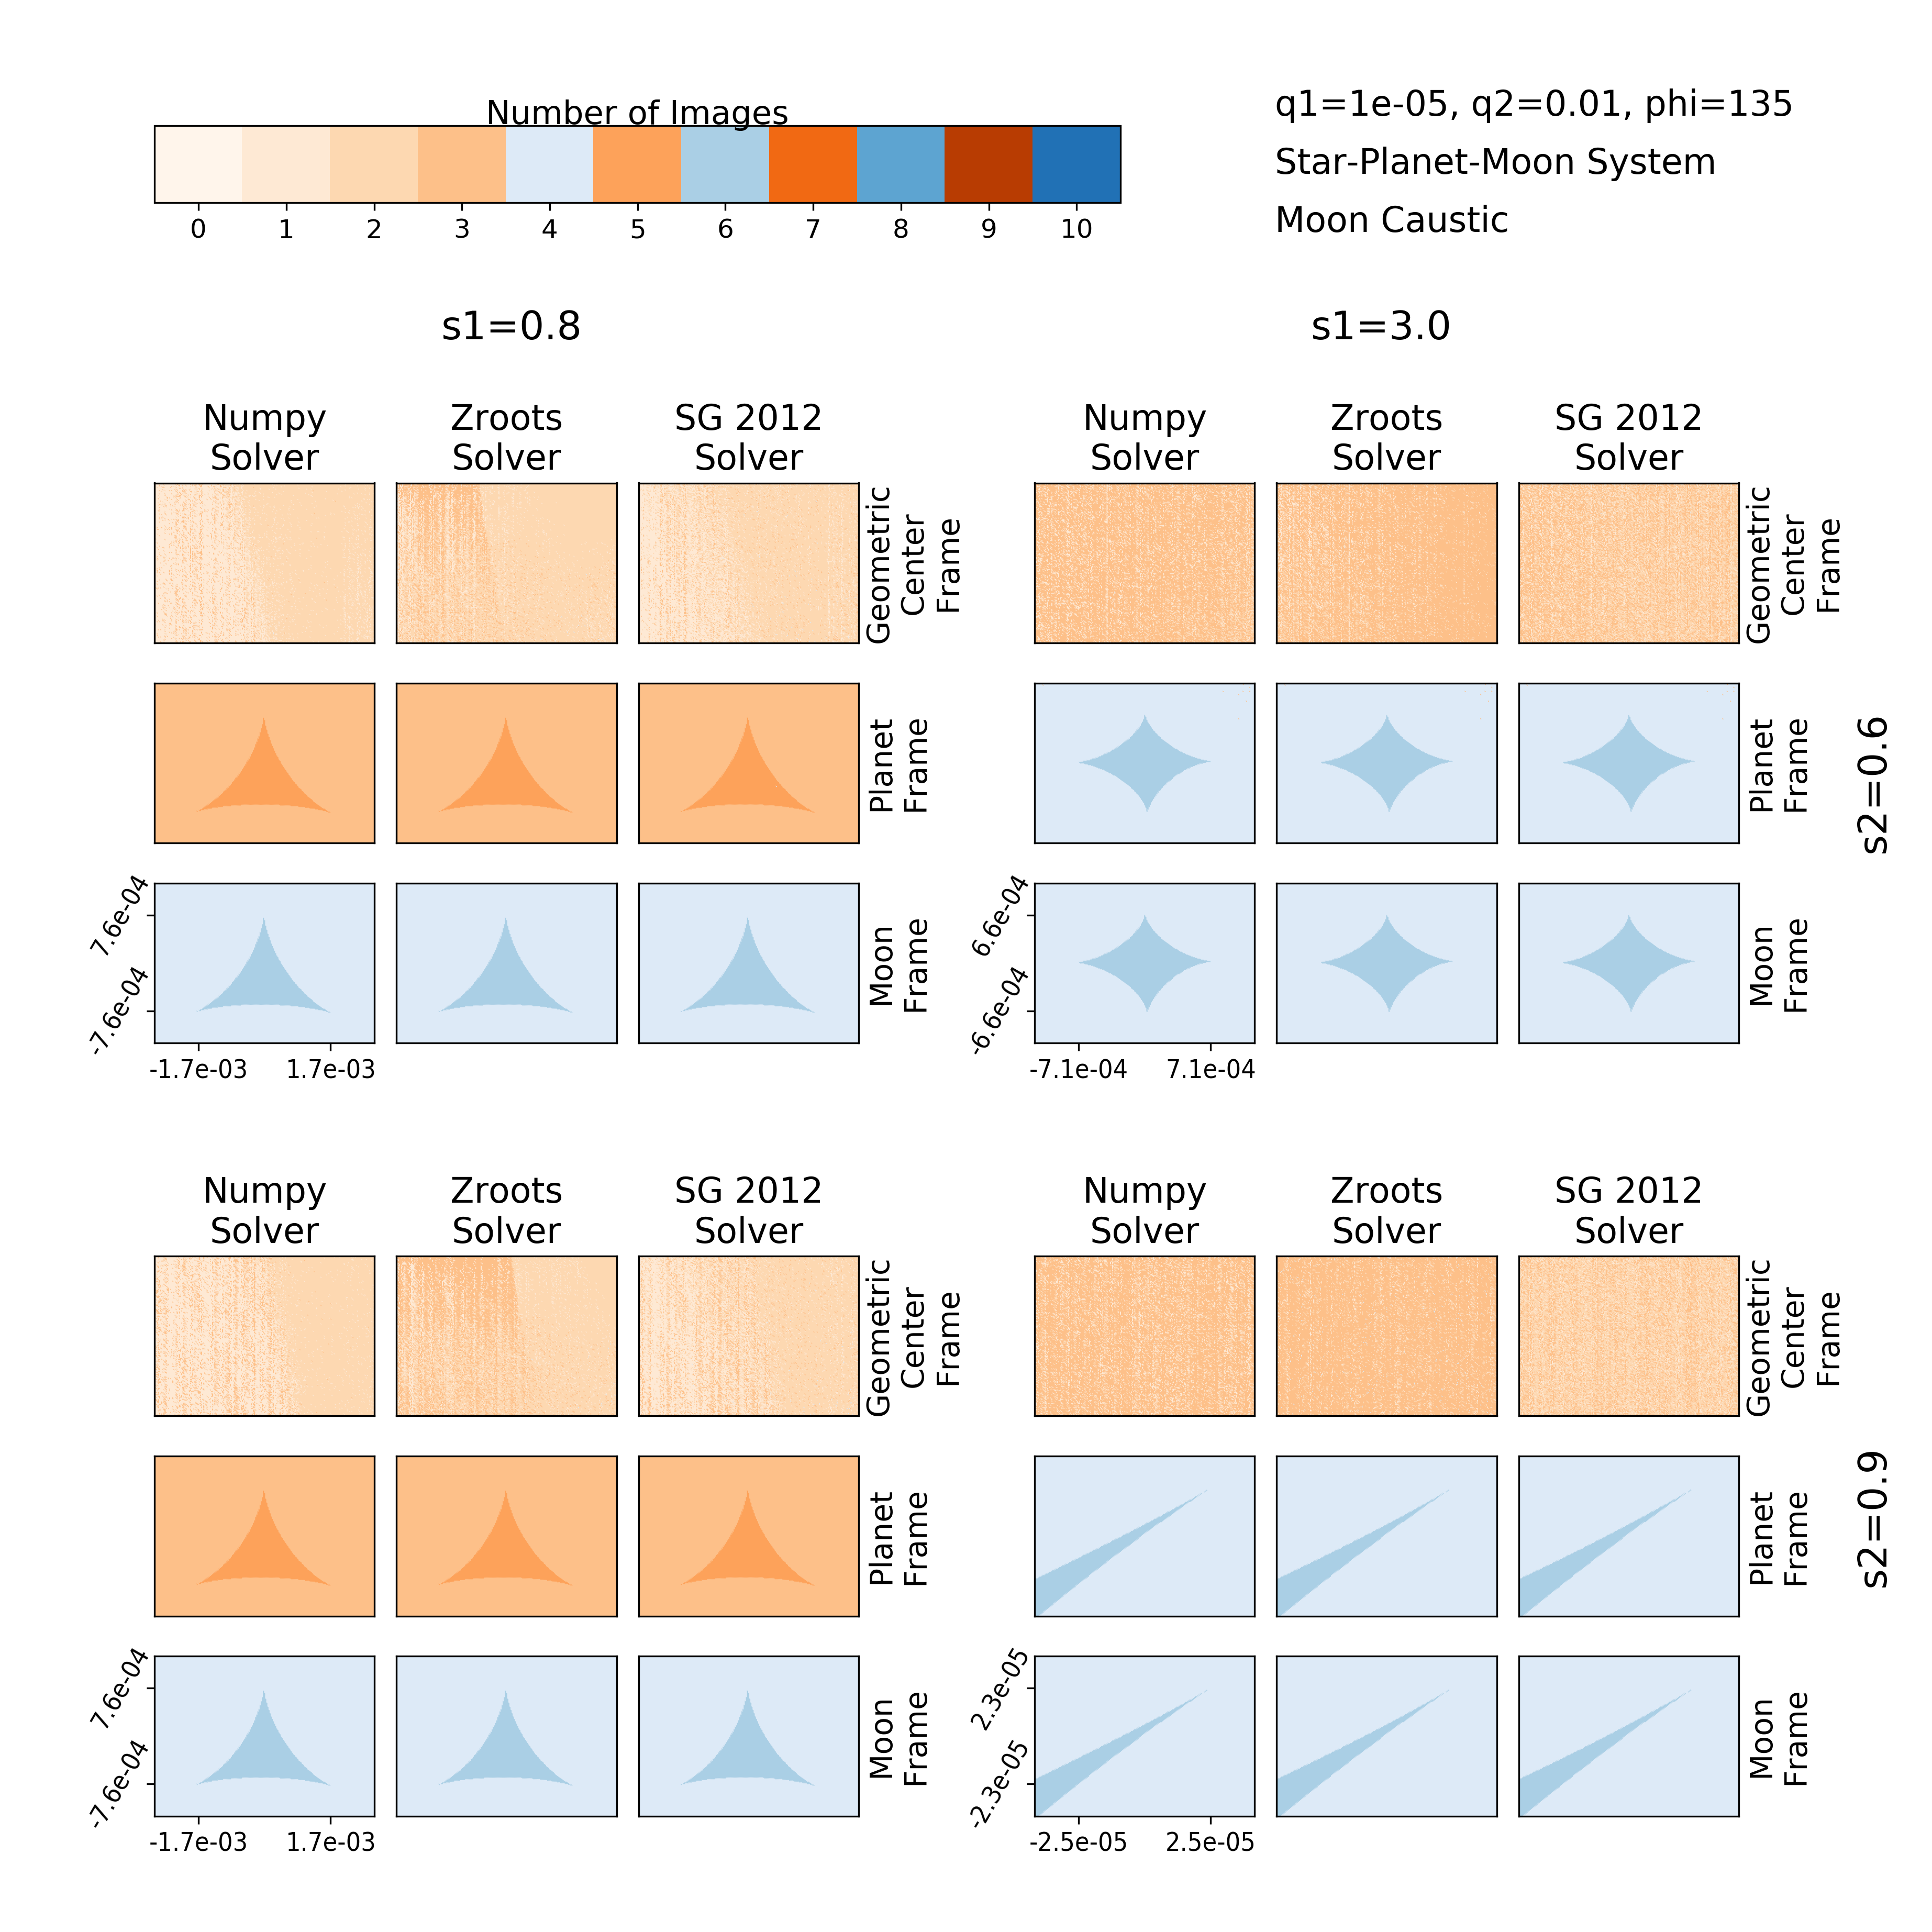 Number of Images
0 1 2 3 4 5 6 7 8 9 10
q1=1e-05, q2=0.01, phi=135
Star-Planet-Moon System
Moon Caustic
s1=0.8
s1=3.0
Numpy
Solver
Zroots
Solver
SG 2012
Solver
Numpy
Solver
Zroots
Solver
SG 2012
Solver
Geometric
Center
Frame
Geometric
Center
Frame
Planet
Frame
Planet
Frame
s2=0.6
7.6e-04
-7.6e-04
Moon
Frame
6.6e-04
-6.6e-04
Moon
Frame
-1.7e-03 1.7e-03
-7.1e-04 7.1e-04
Numpy
Solver
Zroots
Solver
SG 2012
Solver
Numpy
Solver
Zroots
Solver
SG 2012
Solver
Geometric
Center
Frame
Geometric
Center
Frame
Planet
Frame
Planet
Frame
s2=0.9
7.6e-04
-7.6e-04
Moon
Frame
2.3e-05
-2.3e-05
Moon
Frame
-1.7e-03 1.7e-03
-2.5e-05 2.5e-05